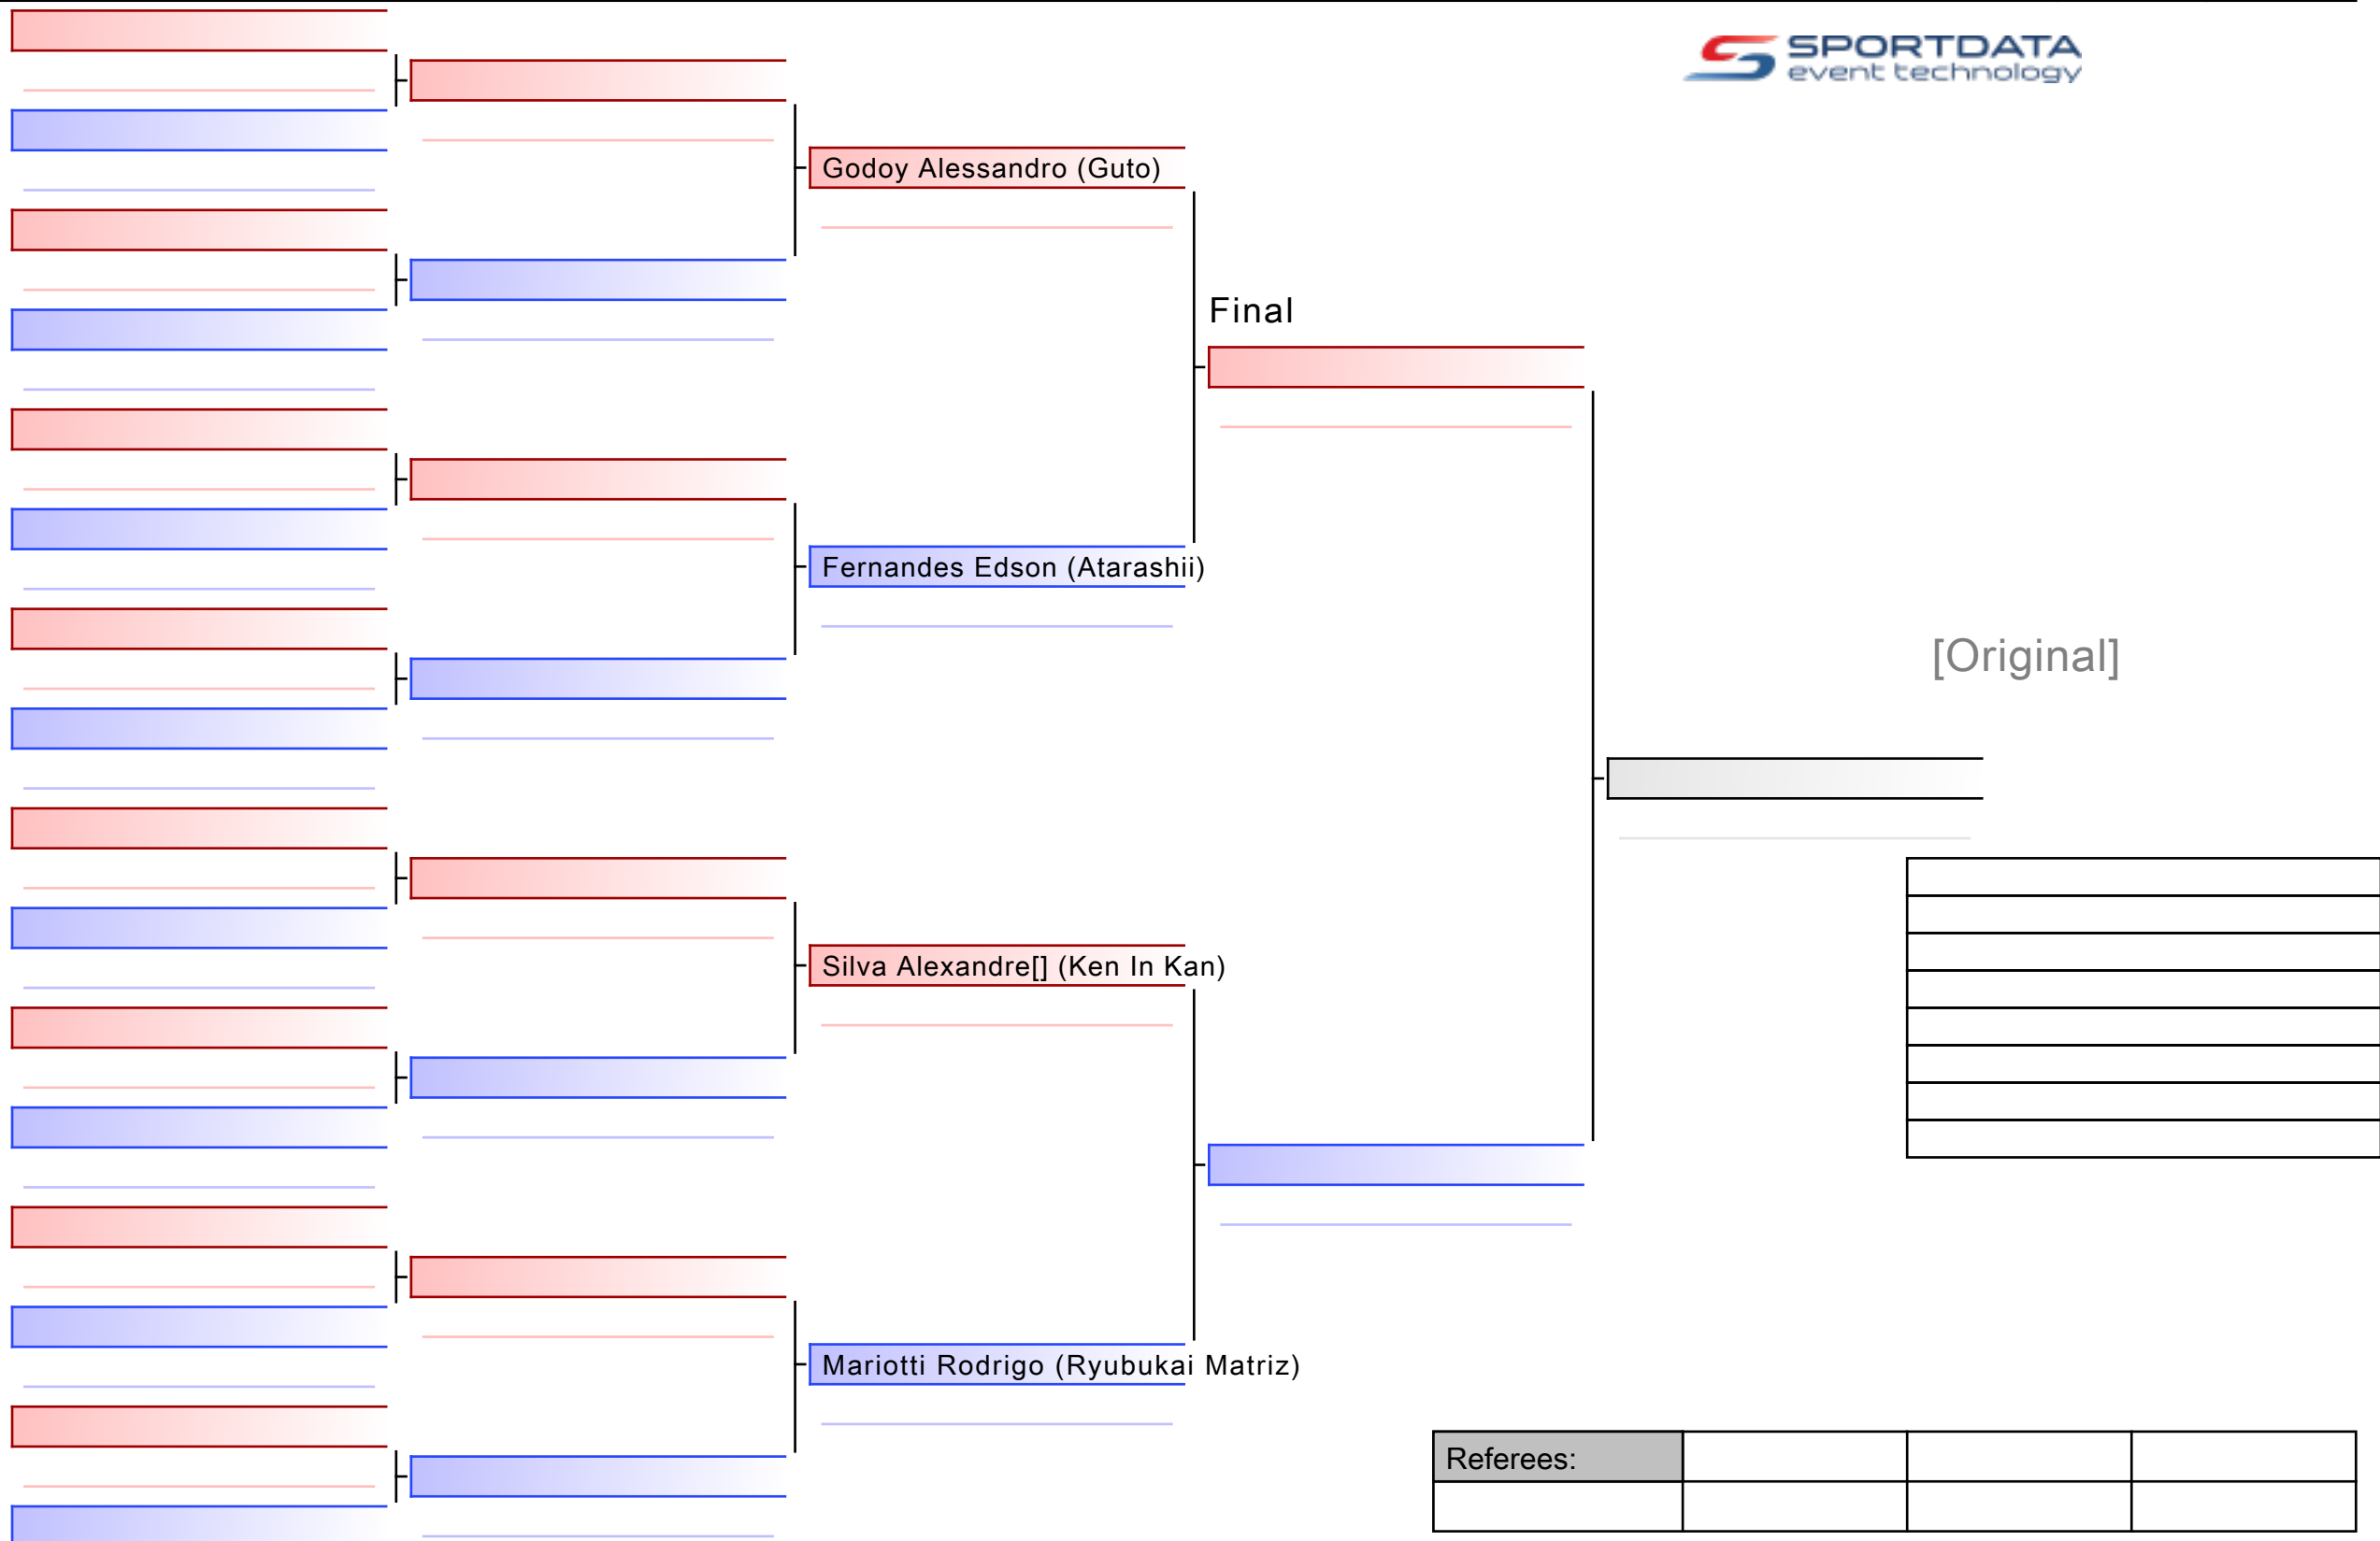 SPORTDATA
event technology
Godoy Alessandro (Guto)
Final
Fernandes Edson (Atarashii)
[Original]
Silva Alexandre[] (Ken In Kan)
Mariotti Rodrigo (Ryubukai Matriz)
Referees: